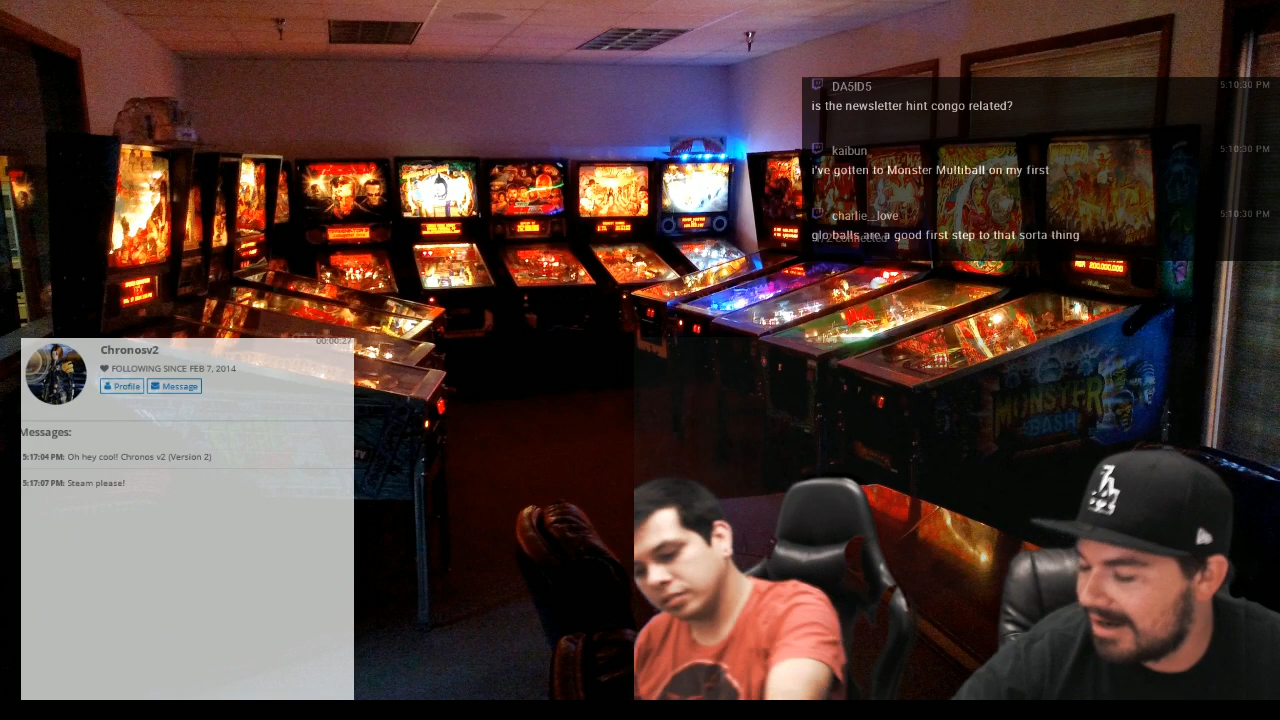 DA5ID5
5:10:30 PM
is the newsletter hint congo related?
kaibun
5:10:30 PM
i've gotten to Monster Multiball on my first
charlie__love
5:10:30 PM
glo balls are a good first step to that sorta thing
00:00:27
Chronosv2
FOLLOWING SINCE FEB 7, 2014
Profile
Message
Messages:
5:17:04 PM: Oh hey cool! Chronos v2 (Version 2)
5:17:07 PM: Steam please!
MONSTER
BASH
LA